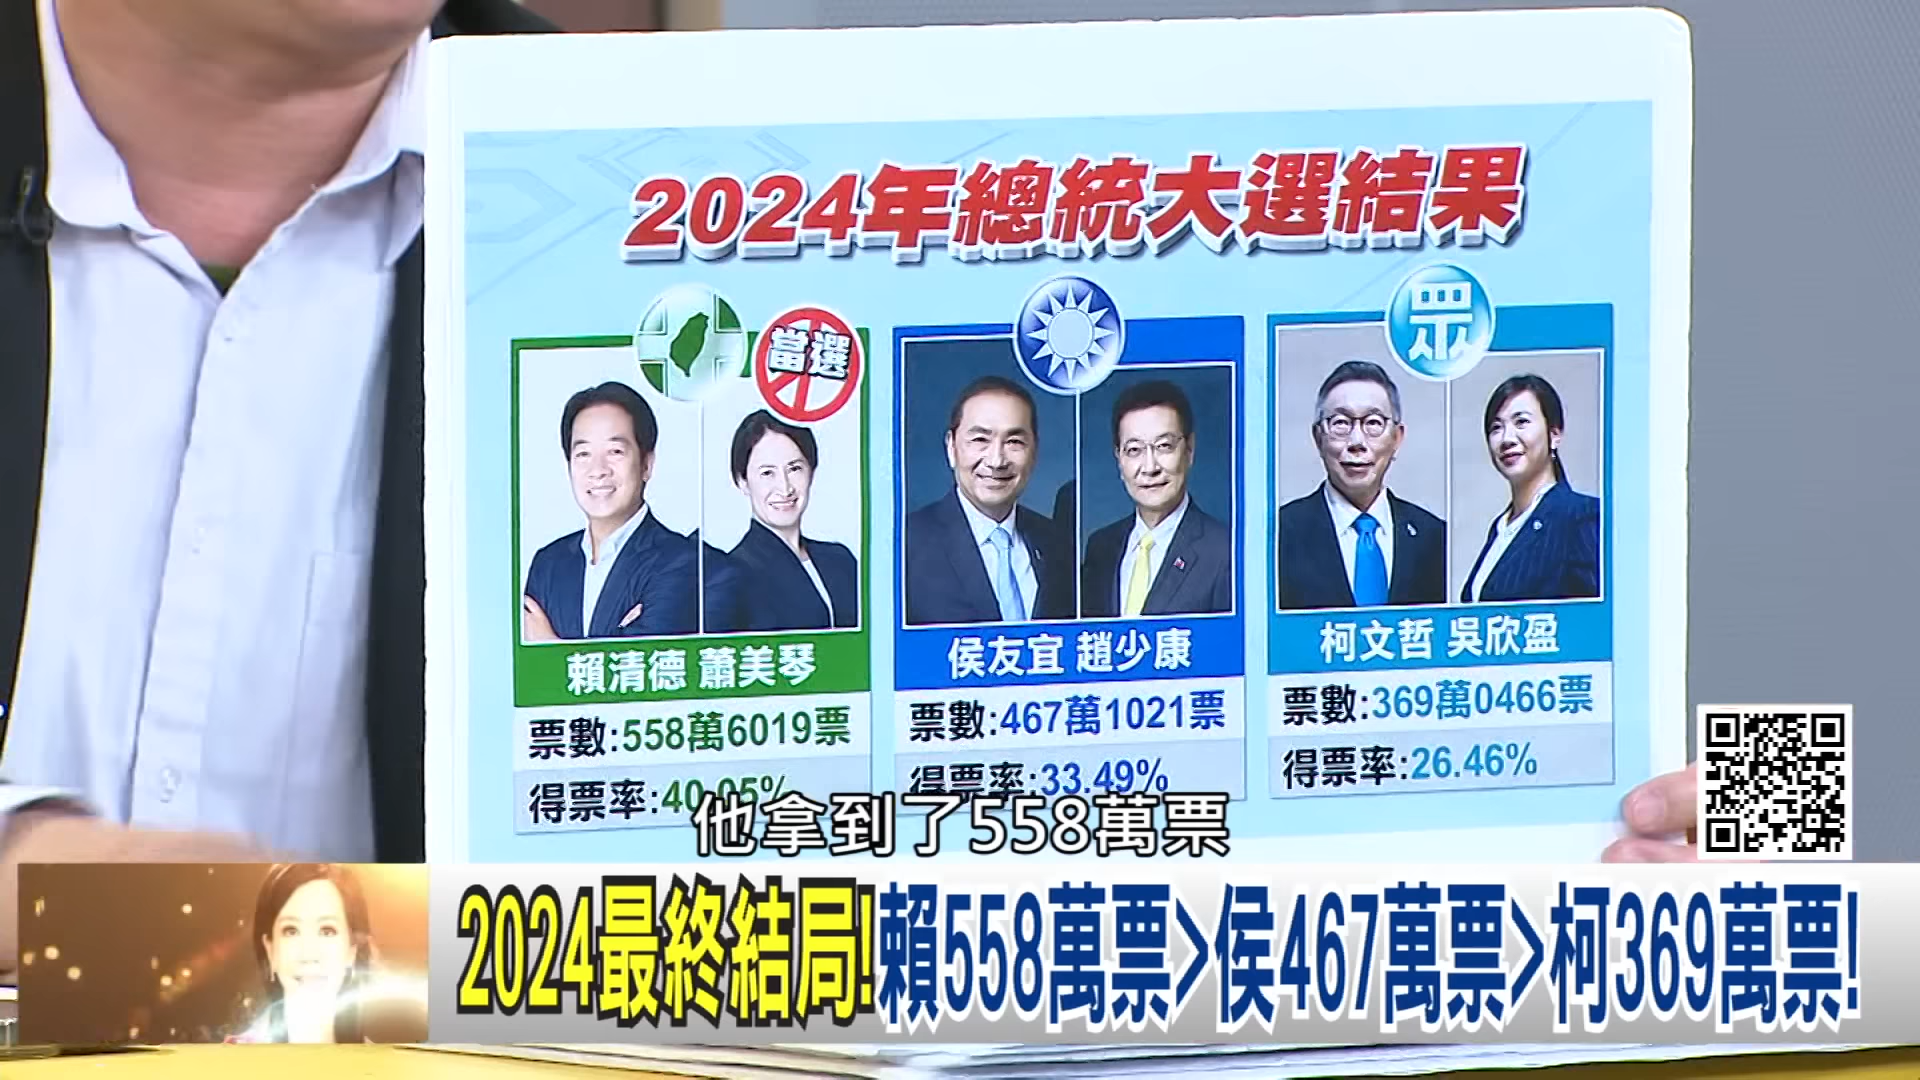 2024年總統大選結果
當選
眾
賴清德 蕭美琴
票數:558萬6019票
得票率:40.05%
侯友宜 趙少康
票數:467萬1021票
得票率:33.49%
柯文哲 吳欣盈
票數:369萬0466票
得票率:26.46%
他拿到了558萬票
2024最終結局!賴558萬票>侯467萬票>柯369萬票!